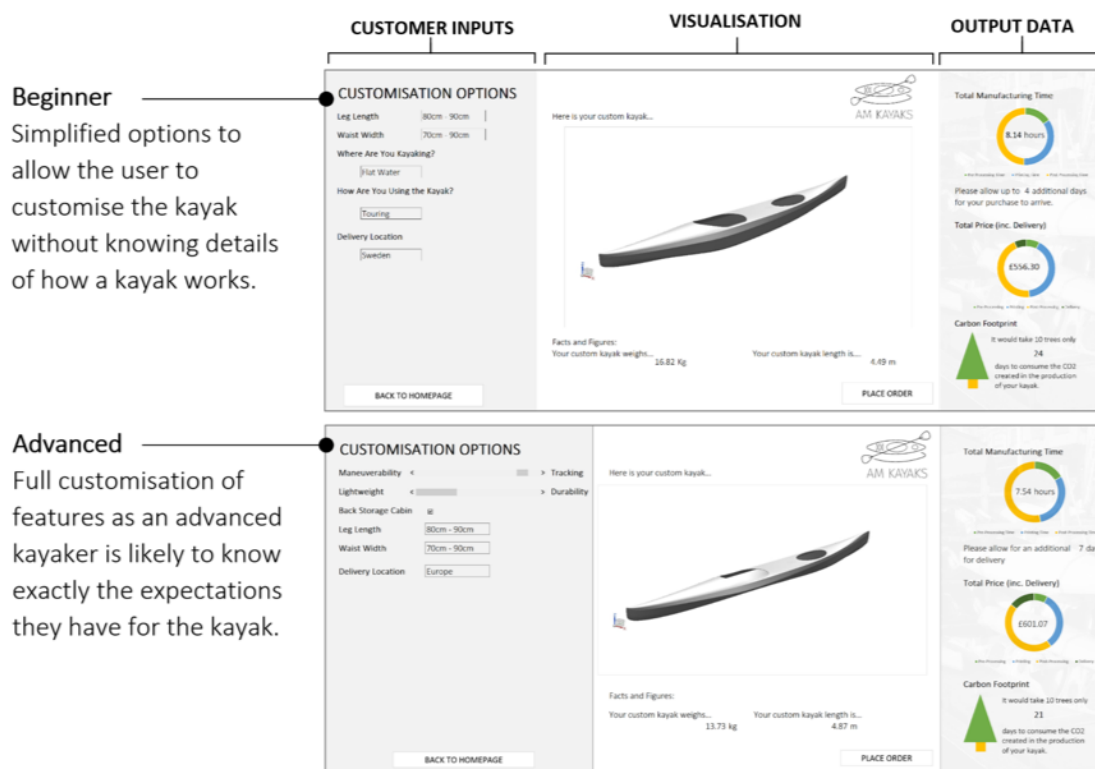 CUSTOMER INPUTS
VISUALISATION
OUTPUT DATA
Beginner
Simplified options to
allow the user to
customise the kayak
without knowing details
of how a kayak works.
CUSTOMISATION OPTIONS
Leg Length 80cm - 90cm
Waist Width 70cm - 90cm
Where Are You Kayaking?
Flat Water
How Are You Using the Kayak?
Touring
Delivery Location
Sweden
BACK TO HOMEPAGE
AM KAYAKS
Here is your custom kayak...
Facts and Figures:
Your custom kayak weighs...
16.82 Kg
Your custom kayak length is...
4.49 m
PLACE ORDER
Total Manufacturing Time
8.14 hours
Please allow up to 4 additional days
for your purchase to arrive.
Total Price (inc. Delivery)
£556.30
Carbon Footprint
It would take 10 trees only
24
days to consume the CO2
created in the production
of your kayak.
Advanced
Full customisation of
features as an advanced
kayaker is likely to know
exactly the expectations
they have for the kayak.
CUSTOMISATION OPTIONS
Maneuverability < > Tracking
Lightweight < > Durability
Back Storage Cabin
Leg Length 80cm - 90cm
Waist Width 70cm - 90cm
Delivery Location Europe
BACK TO HOMEPAGE
AM KAYAKS
Here is your custom kayak...
Facts and Figures:
Your custom kayak weighs...
13.73 kg
Your custom kayak length is...
4.87 m
PLACE ORDER
Total Manufacturing Time
7.54 hours
Please allow for an additional 7 da
for delivery
Total Price (inc. Delivery)
£601.07
Carbon Footprint
It would take 10 trees only
21
days to consume the CO2
created in the production
of your kayak.